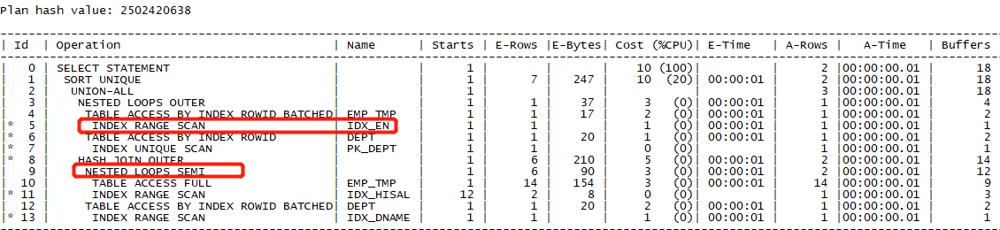 Plan hash value: 2502420638
| Id | Operation | Name | Starts | E-Rows |E-Bytes| Cost (%CPU)| E-Time | A-Rows | A-Time | Buffers
| 0 | SELECT STATEMENT | | 1 | | | 10 (100)| | 2 |00:00:00.01 | 18
| 1 | SORT UNIQUE | | 1 | 7 | 247 | 10 (20)| 00:00:01 | 2 |00:00:00.01 | 18
| 2 | UNION-ALL | | 1 | | | | | 3 |00:00:00.01 | 18
| 3 | NESTED LOOPS OUTER | | 1 | 1 | 37 | 3 (0)| 00:00:01 | 1 |00:00:00.01 | 4
| 4 | TABLE ACCESS BY INDEX ROWID BATCHED| EMP_TMP | 1 | 1 | 17 | 2 (0)| 00:00:01 | 1 |00:00:00.01 | 2
|* 5 | INDEX RANGE SCAN | IDX_EN | 1 | 1 | | 1 (0)| 00:00:01 | 1 |00:00:00.01 | 1
|* 6 | TABLE ACCESS BY INDEX ROWID | DEPT | 1 | 1 | 20 | 1 (0)| 00:00:01 | 1 |00:00:00.01 | 2
|* 7 | INDEX UNIQUE SCAN | PK_DEPT | 1 | 1 | | 0 (0)| | 1 |00:00:00.01 | 1
|* 8 | HASH JOIN OUTER | | 1 | 6 | 210 | 5 (0)| 00:00:01 | 2 |00:00:00.01 | 14
| 9 | NESTED LOOPS SEMI | | 1 | 6 | 90 | 3 (0)| 00:00:01 | 2 |00:00:00.01 | 12
| 10 | TABLE ACCESS FULL | EMP_TMP | 1 | 14 | 154 | 3 (0)| 00:00:01 | 14 |00:00:00.01 | 9
|* 11 | INDEX RANGE SCAN | IDX_HISAL | 12 | 2 | 8 | 0 (0)| | 1 |00:00:00.01 | 3
| 12 | TABLE ACCESS BY INDEX ROWID BATCHED| DEPT | 1 | 1 | 20 | 2 (0)| 00:00:01 | 1 |00:00:00.01 | 2
|* 13 | INDEX RANGE SCAN | IDX_DNAME | 1 | 1 | | 1 (0)| 00:00:01 | 1 |00:00:00.01 | 1